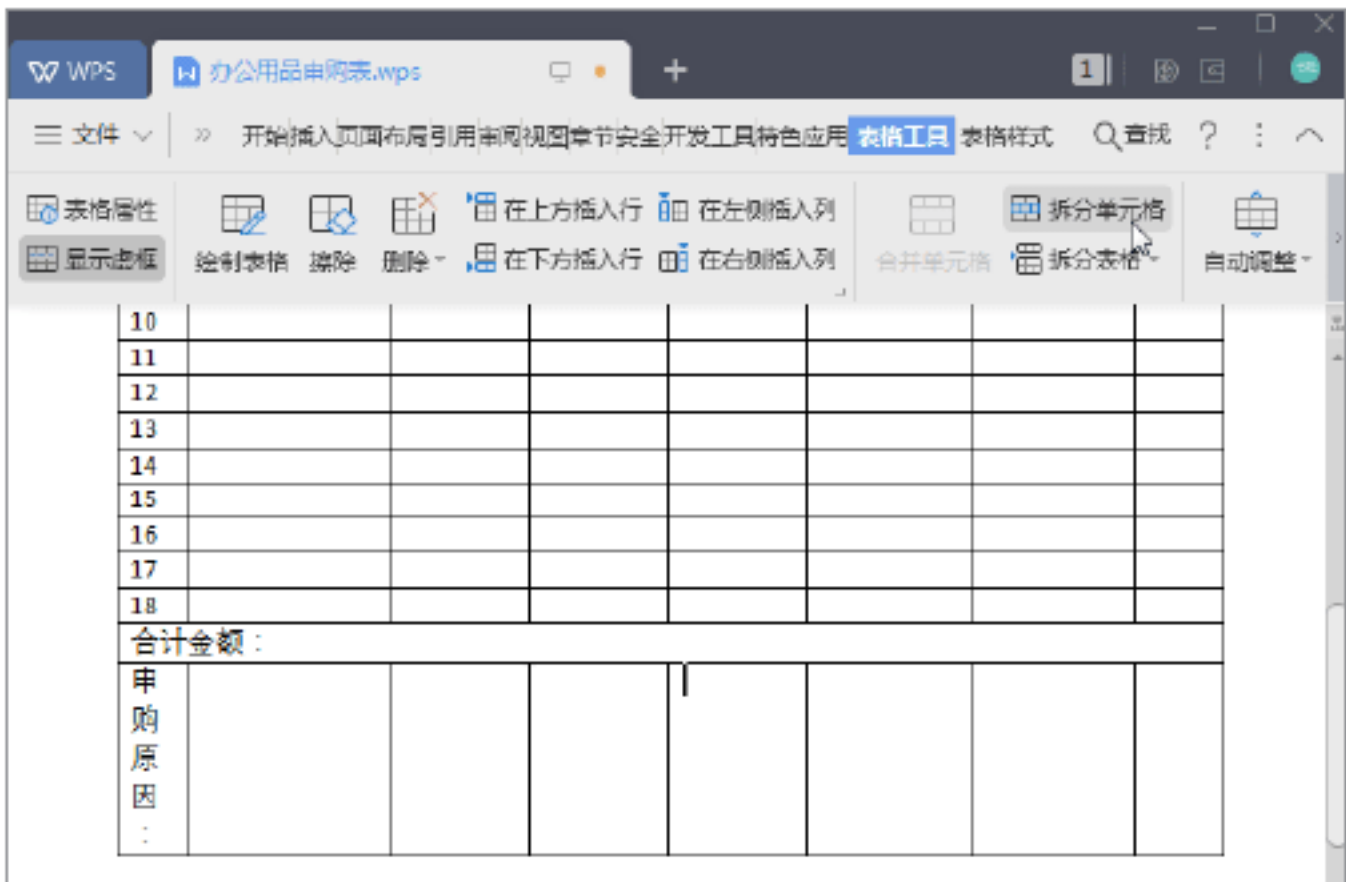 WPS 办公用品申购表.wps + 1
文件 开始 插入 页面布局 引用 审阅 视图 章节 安全 开发工具 特色应用 表格工具 表格样式 查找 ?
表格属性 在上方插入行 在左侧插入列 拆分单元格
显示虚框 绘制表格 擦除 删除 在下方插入行 在右侧插入列 合并单元格 拆分表格 自动调整
10
11
12
13
14
15
16
17
18
合计金额：
申
购
原
因
：